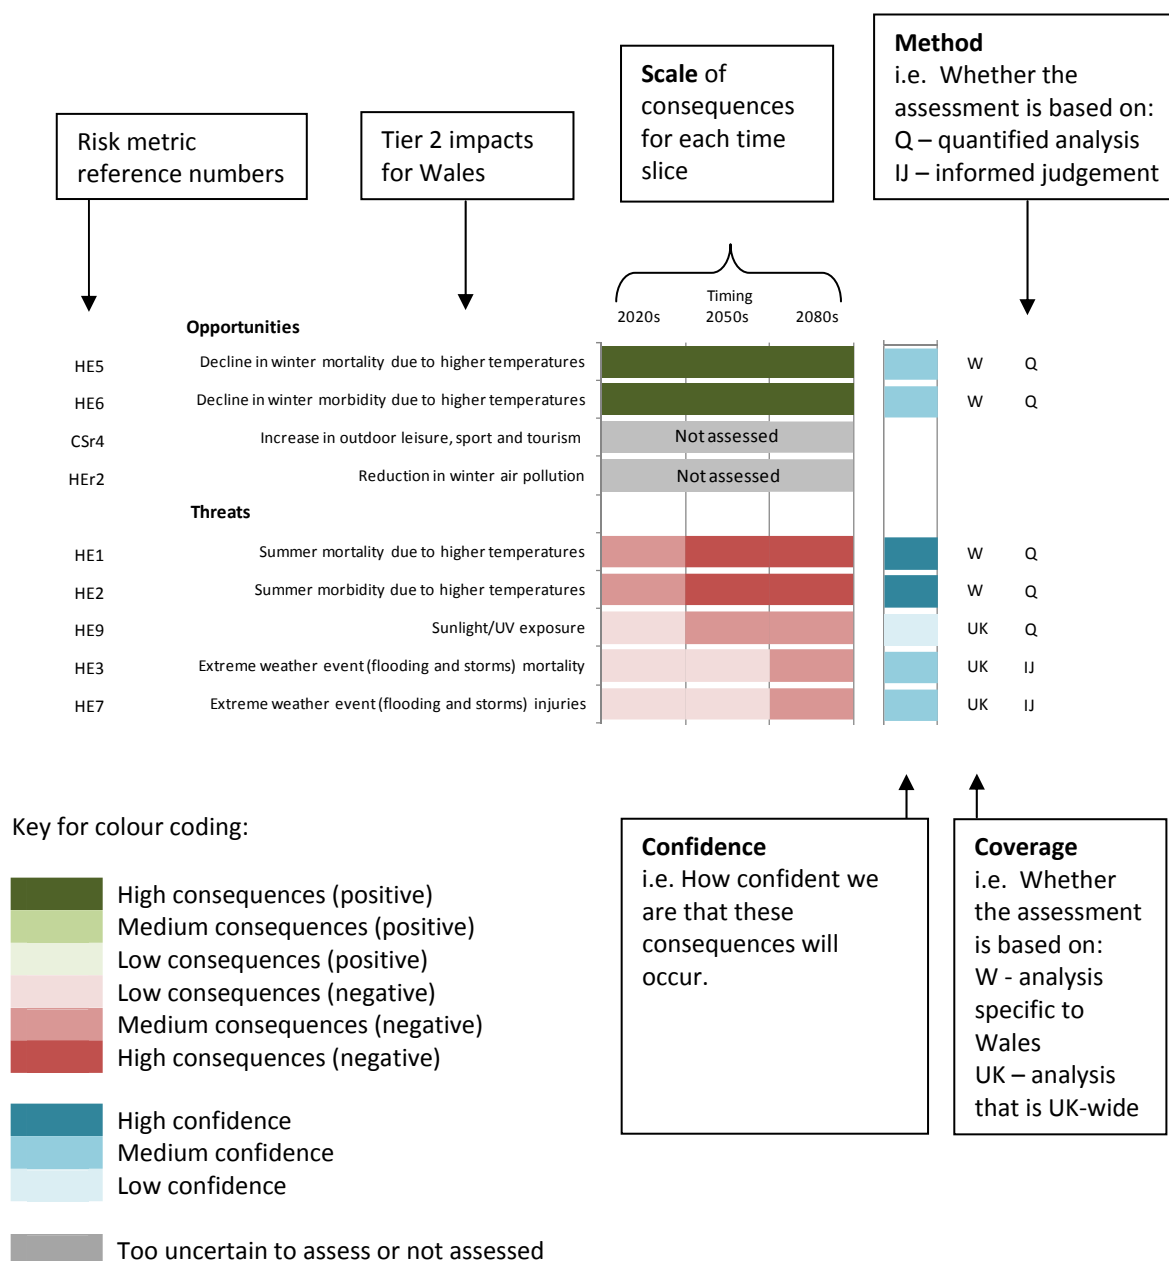 Risk metric
reference numbers
Tier 2 impacts
for Wales
Scale of
consequences
for each time
slice
Method
i.e. Whether the
assessment is based on:
Q – quantified analysis
IJ – informed judgement
Timing
2020s 2050s 2080s
Opportunities
HE5 Decline in winter mortality due to higher temperatures W Q
HE6 Decline in winter morbidity due to higher temperatures W Q
CSr4 Increase in outdoor leisure, sport and tourism Not assessed
HEr2 Reduction in winter air pollution Not assessed
Threats
HE1 Summer mortality due to higher temperatures W Q
HE2 Summer morbidity due to higher temperatures W Q
HE9 Sunlight/UV exposure UK Q
HE3 Extreme weather event (flooding and storms) mortality UK IJ
HE7 Extreme weather event (flooding and storms) injuries UK IJ
Key for colour coding:
High consequences (positive)
Medium consequences (positive)
Low consequences (positive)
Low consequences (negative)
Medium consequences (negative)
High consequences (negative)
High confidence
Medium confidence
Low confidence
Too uncertain to assess or not assessed
Confidence
i.e. How confident we
are that these
consequences will
occur.
Coverage
i.e. Whether
the assessment
is based on:
W - analysis
specific to
Wales
UK – analysis
that is UK-wide